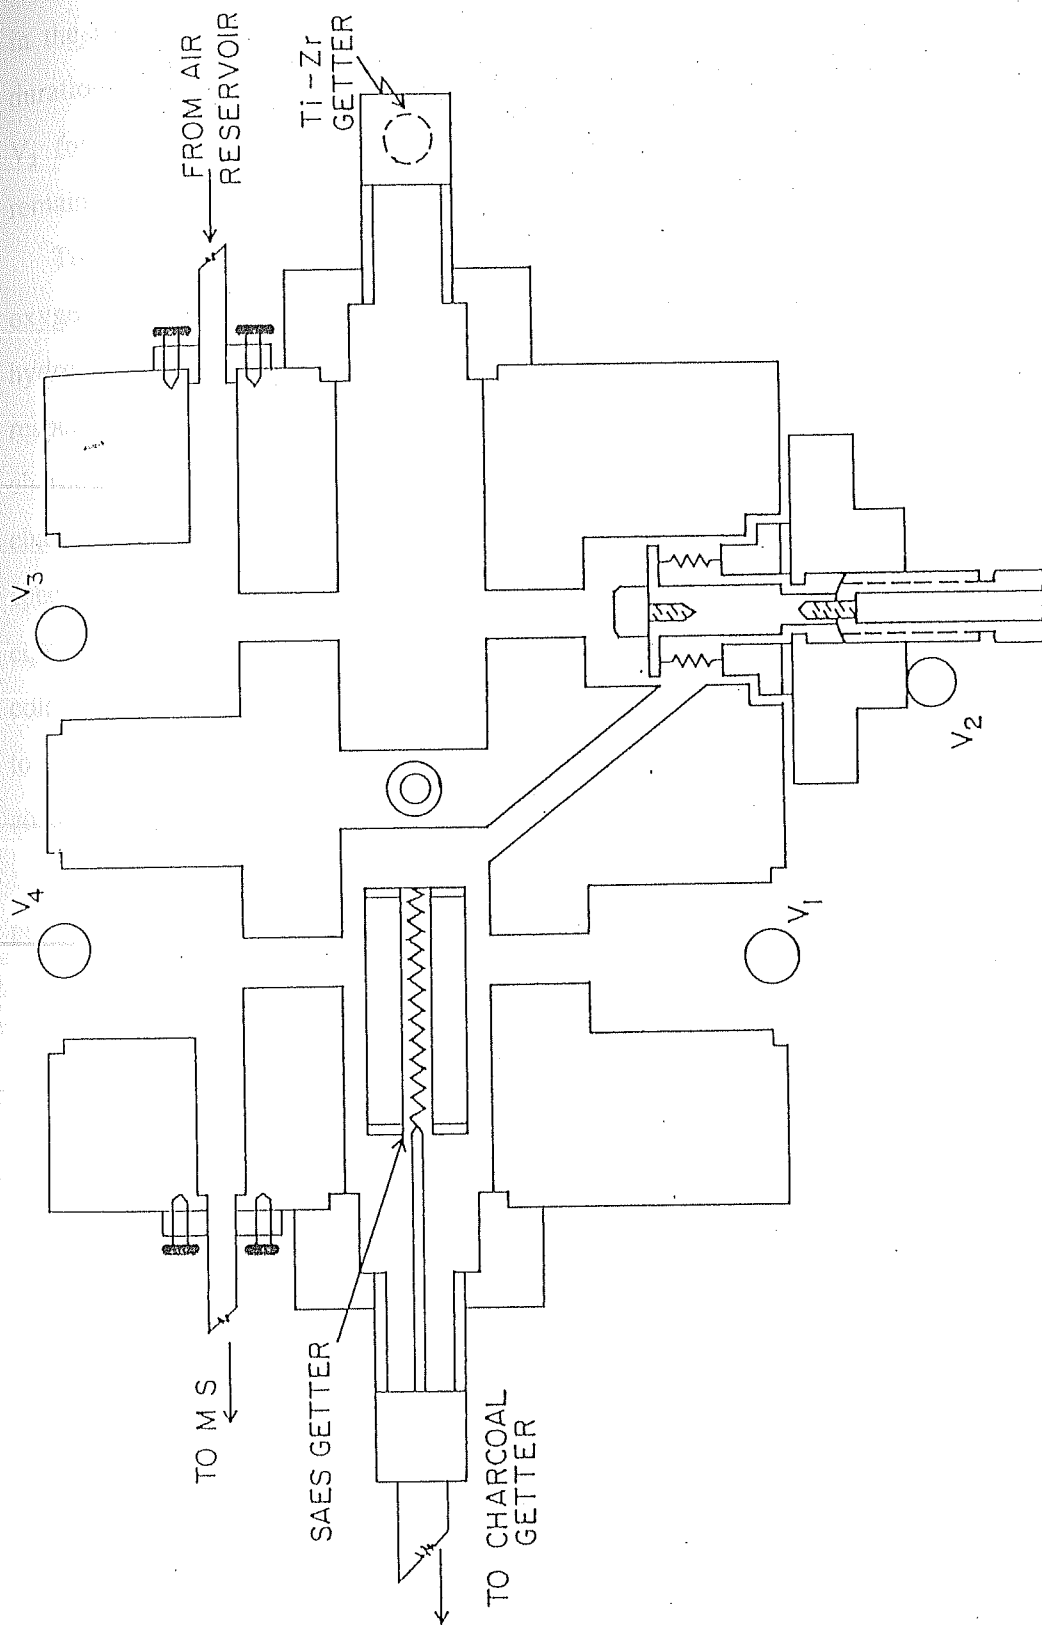 FROM AIR
RESERVOIR
Ti-Zr
GETTER
V3
V4
V2
V1
TO MS
SAES GETTER
TO CHARCOAL
GETTER